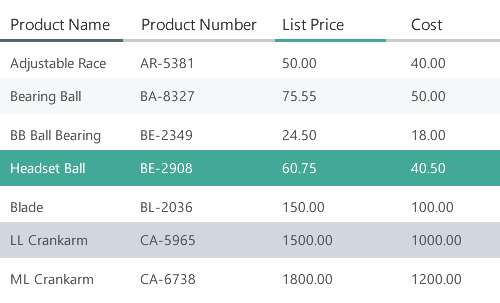 Product Name Product Number List Price Cost
Adjustable Race AR-5381 50.00 40.00
Bearing Ball BA-8327 75.55 50.00
BB Ball Bearing BE-2349 24.50 18.00
Headset Ball BE-2908 60.75 40.50
Blade BL-2036 150.00 100.00
LL Crankarm CA-5965 1500.00 1000.00
ML Crankarm CA-6738 1800.00 1200.00